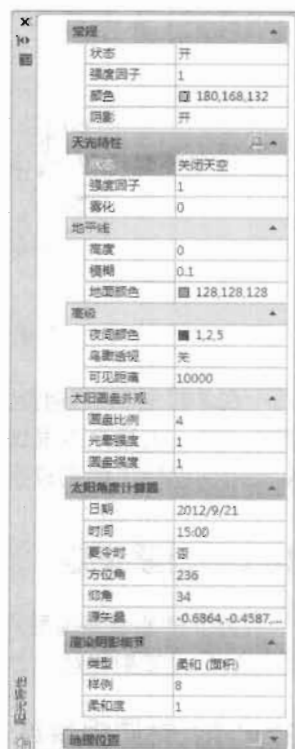 常规
状态 开
强度因子 1
颜色 180,168,132
阴影 开
天光特性
状态 关闭天空
强度因子 1
雾化 0
地平线
高度 0
模糊 0.1
地面颜色 128,128,128
高级
夜间颜色 1,2,5
鸟瞰透视 关
可见距离 10000
太阳圆盘外观
圆盘比例 4
光晕强度 1
圆盘强度 1
太阳角度计算器
日期 2012/9/21
时间 15:00
夏令时 否
方位角 236
仰角 34
源矢量 -0.6864,-0.4587,...
渲染阴影细节
类型 柔和 (面积)
样例 8
柔和度 1
地理位置
阳光特性